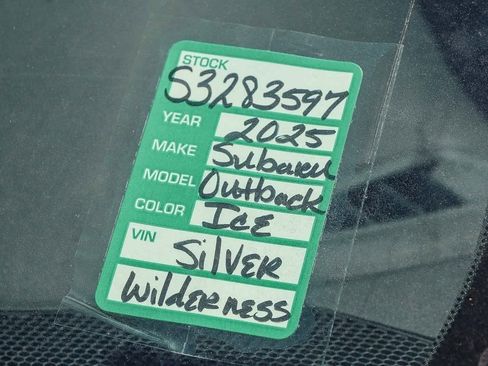 STOCK
S3283597
YEAR 2025
MAKE Subaru
MODEL Outback
COLOR ICE
VIN SilVER
WilderNESS